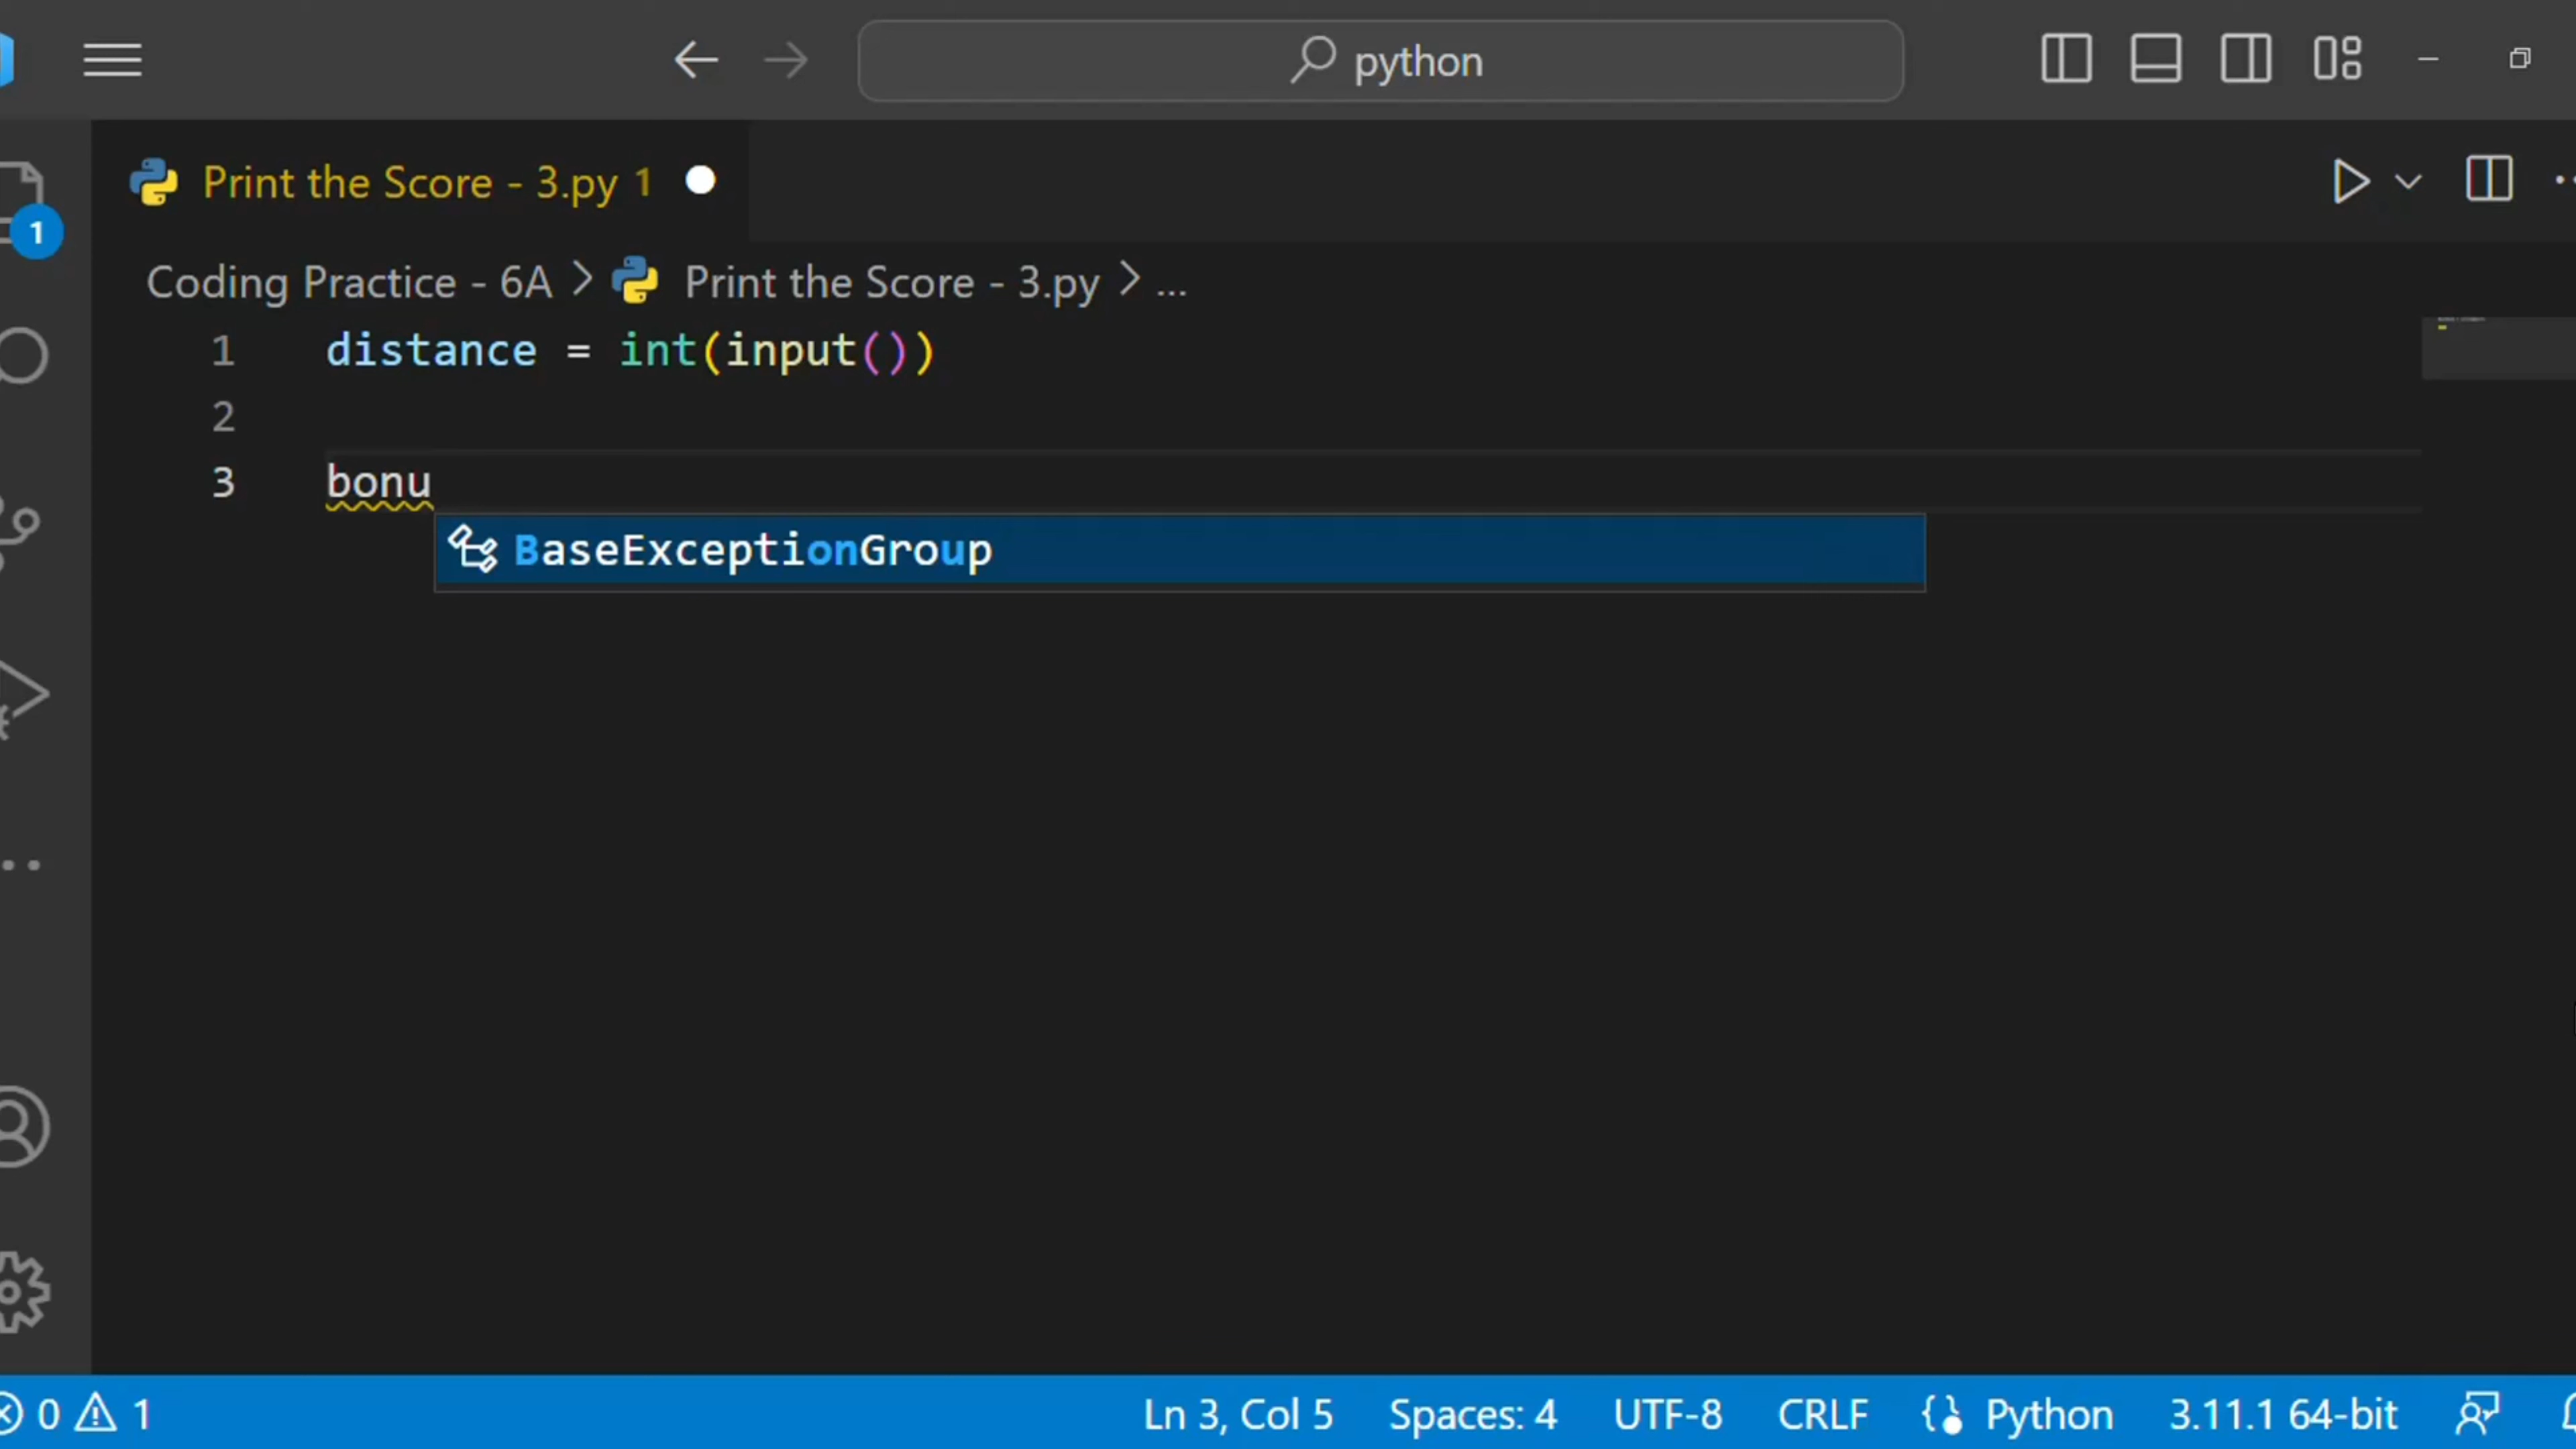 python
Print the Score - 3.py 1
1
Coding Practice - 6A > Print the Score - 3.py > ...
1 distance = int(input())
2
3 bonu
BaseExceptionGroup
0 1 Ln 3, Col 5 Spaces: 4 UTF-8 CRLF Python 3.11.1 64-bit